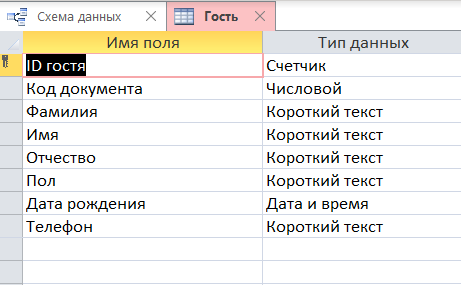 Схема данных Гость
Имя поля Тип данных
ID гостя Счетчик
Код документа Числовой
Фамилия Короткий текст
Имя Короткий текст
Отчество Короткий текст
Пол Короткий текст
Дата рождения Дата и время
Телефон Короткий текст